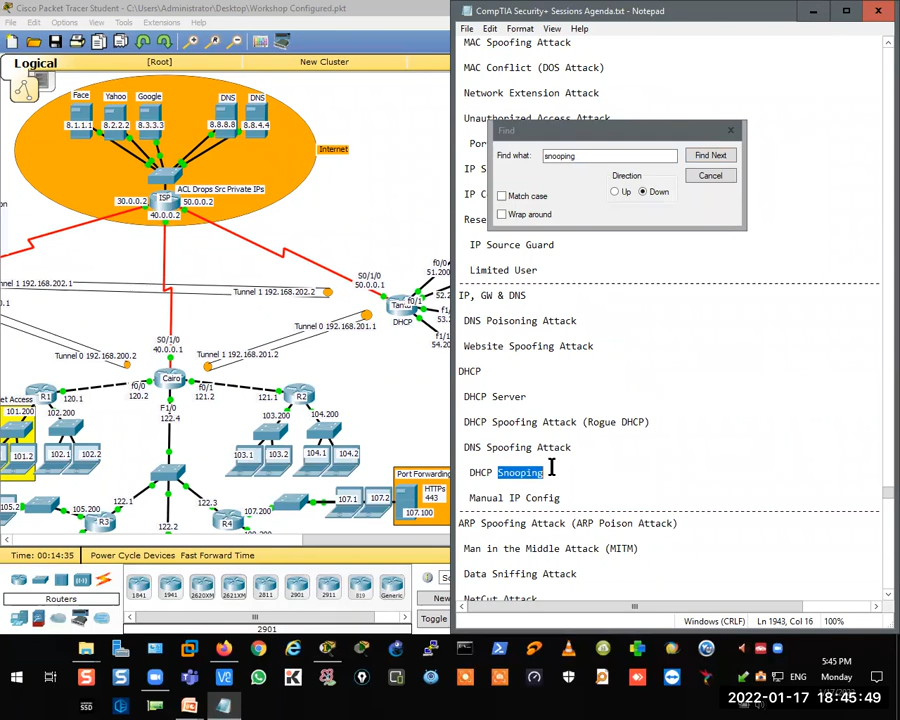 Cisco Packet Tracer Student - C:\Users\Administrator\Desktop\Workshop Configured.pkt
File Edit Options View Tools Extensions Help
Logical
[Root]
New Cluster
Face
Yahoo
Google
DNS
DNS
8.1.1.1
8.2.2.2
8.3.3.3
8.8.8.8
8.8.4.4
Internet
ISP
ACL Drops Src Private IPs
30.0.0.2
50.0.0.2
40.0.0.2
S0/1/0
50.0.0.1
DHCP
f0/1
Tunnel 1 192.168.202.2
Tunnel 0 192.168.201.1
S0/1/0
40.0.0.1
Tunnel 0 192.168.200.2
Tunnel 1 192.168.201.2
Cairo
f0/0
f0/1
120.2
121.2
R1
120.1
121.1
R2
F1/0
122.4
101.200
102.200
103.200
104.200
101.2
102.1
102.2
103.1
103.2
104.1
104.2
Port Forwarding
HTTPs
443
107.1
107.2
107.100
105.200
122.1
122.3
122.2
R3
R4
Time: 00:14:35
Power Cycle Devices Fast Forward Time
Routers
1841
1941
2620XM
2621XM
2811
2901
2911
819
Generic
2901
Toggle
CompTIA Security+ Sessions Agenda.txt - Notepad
File Edit Format View Help
MAC Spoofing Attack
MAC Conflict (DOS Attack)
Network Extension Attack
Unauthorized Access Attack
Find
Find what: snooping
Find Next
Cancel
Direction
Up Down
Match case
Wrap around
IP Source Guard
Limited User
IP, GW & DNS
DNS Poisoning Attack
Website Spoofing Attack
DHCP
DHCP Server
DHCP Spoofing Attack (Rogue DHCP)
DNS Spoofing Attack
DHCP Snooping
Manual IP Config
ARP Spoofing Attack (ARP Poison Attack)
Man in the Middle Attack (MITM)
Data Sniffing Attack
NetCut Attack
Windows (CRLF)
Ln 1943, Col 16
100%
5:45 PM
Monday
2022-01-17 18:45:49